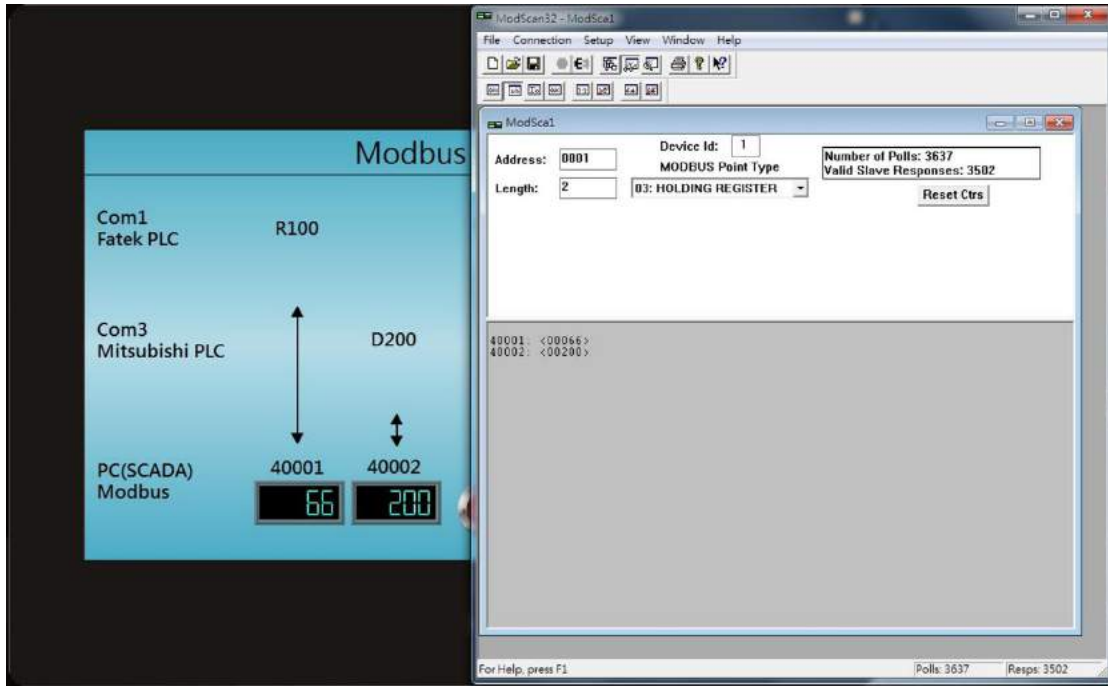 Modbus
Com1
Fatek PLC
R100
Com3
Mitsubishi PLC
D200
PC(SCADA)
Modbus
40001
40002
66
200
ModScan32 - ModSca1
File Connection Setup View Window Help
ModSca1
Address: 0001
Device Id: 1
MODBUS Point Type
Length: 2
03: HOLDING REGISTER
Number of Polls: 3637
Valid Slave Responses: 3502
Reset Ctrs
40001: <00066>
40002: <00200>
For Help, press F1
Polls: 3637
Resps: 3502